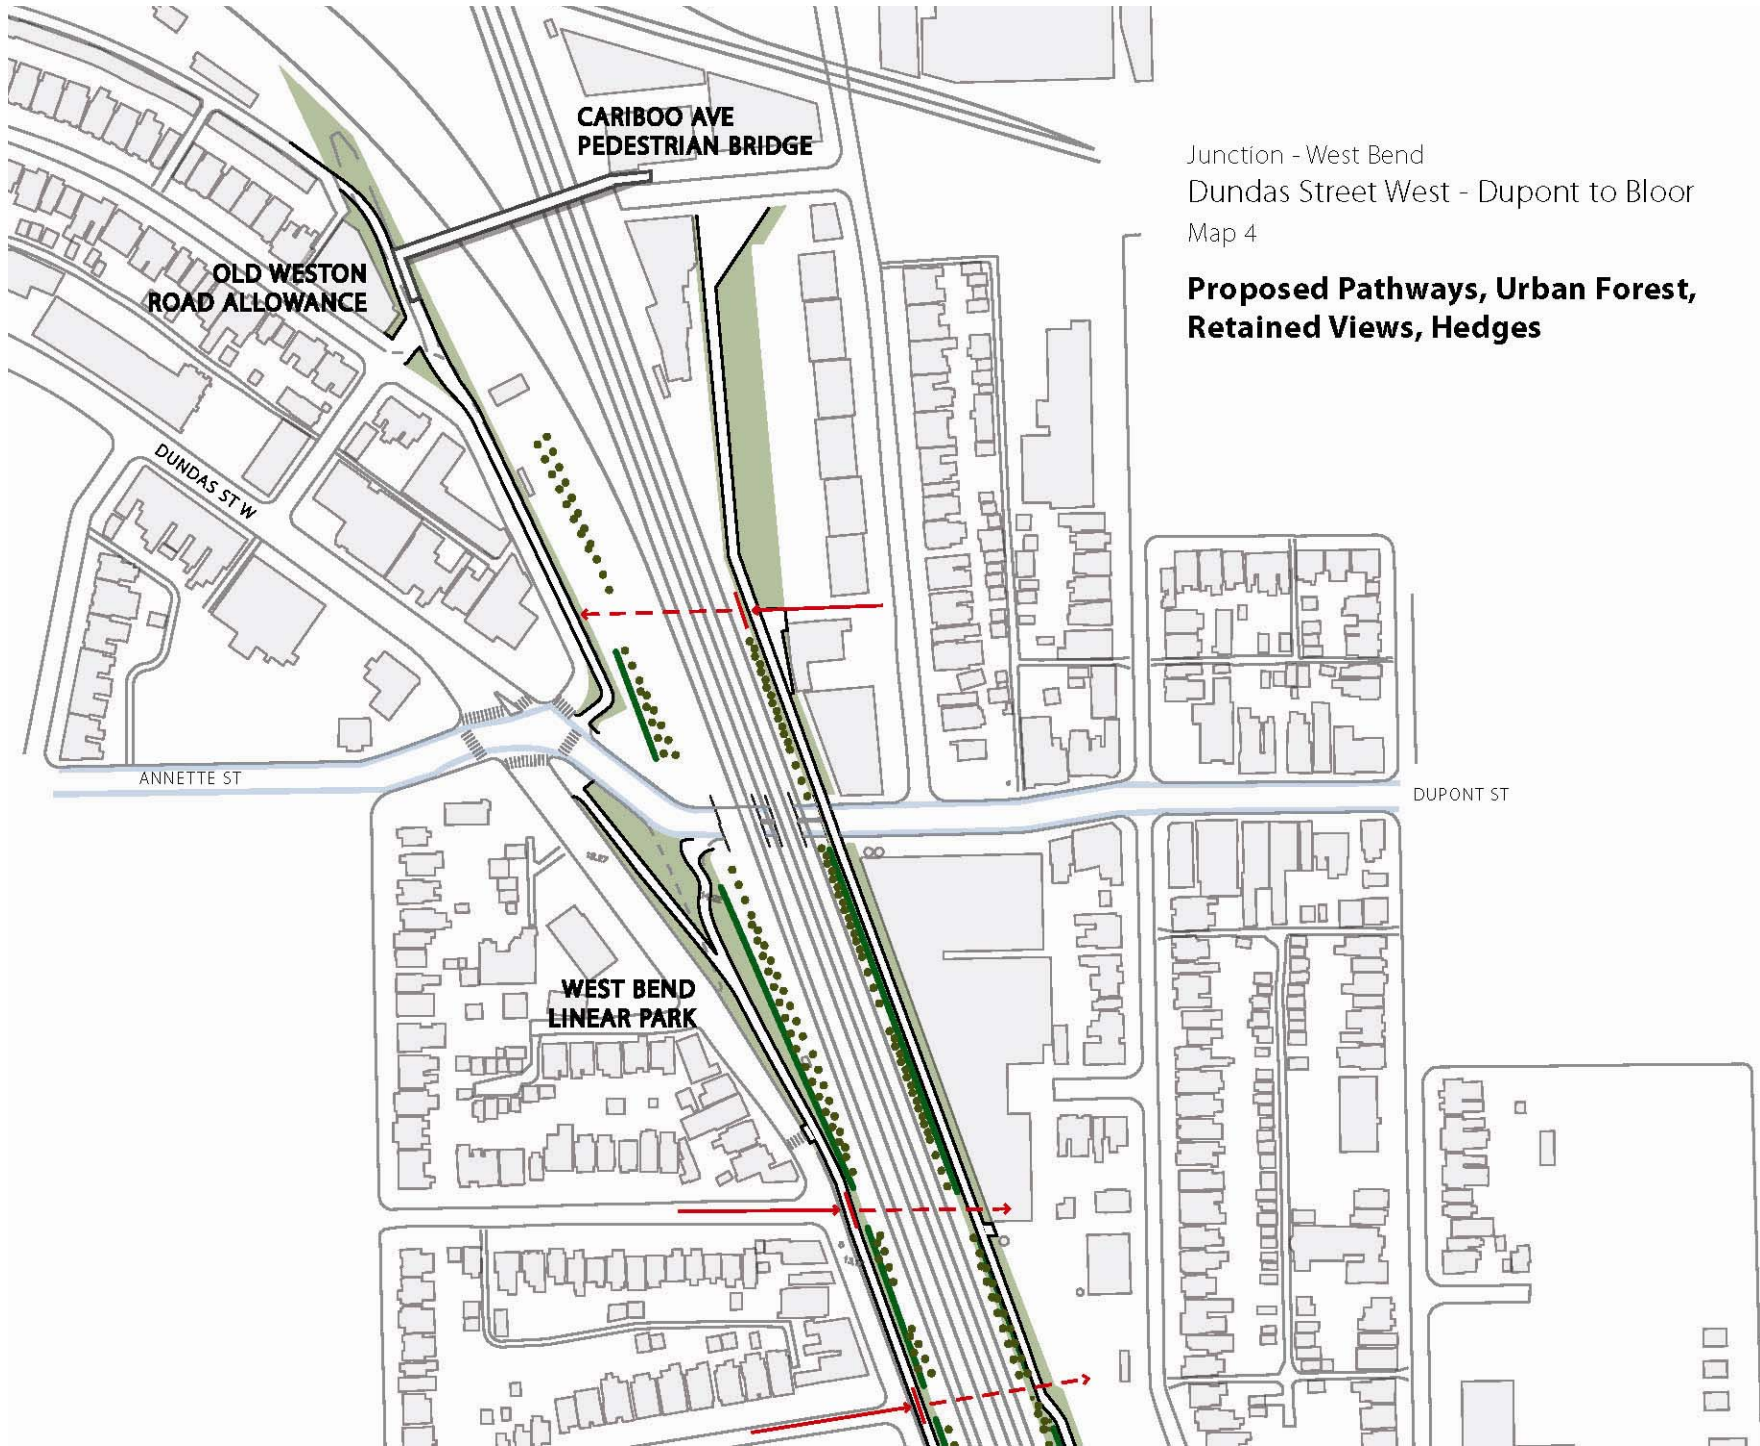 CARIBOO AVE
PEDESTRIAN BRIDGE
Junction - West Bend
Dundas Street West - Dupont to Bloor
Map 4
Proposed Pathways, Urban Forest,
Retained Views, Hedges
OLD WESTON
ROAD ALLOWANCE
DUNDAS ST W
ANNETTE ST
DUPONT ST
WEST BEND
LINEAR PARK